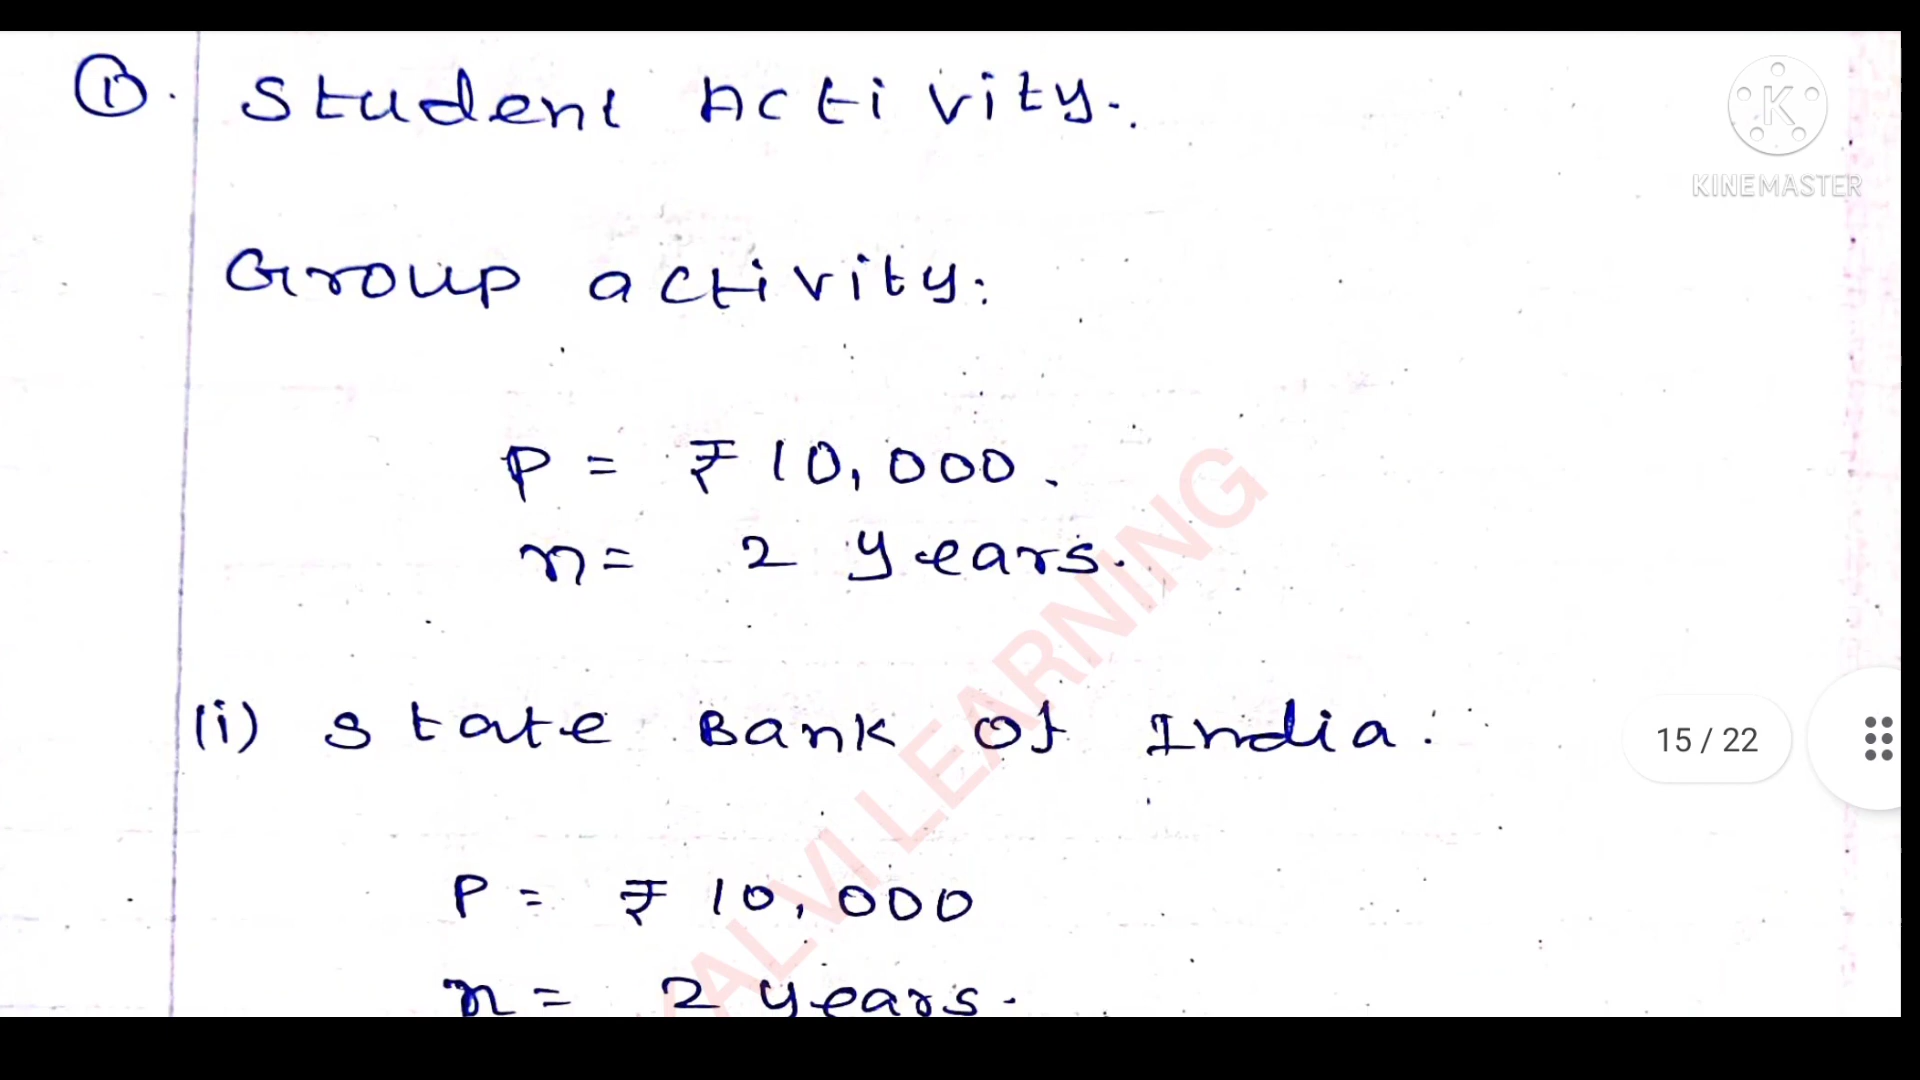 ①. Student Activity.
K
KINEMASTER
Group activity:
P = ₹ 10,000.
n = 2 years.
(i) State Bank of India:
15 / 22
P = ₹ 10,000
n = 2 years.
ALVI LEARNING